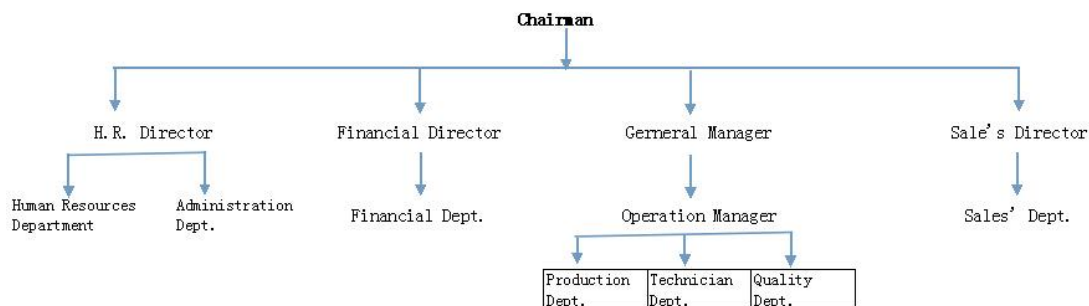 Chairman
H.R. Director
Financial Director
Gerneral Manager
Sale's Director
Human Resources
Department
Administration
Dept.
Financial Dept.
Operation Manager
Sales' Dept.
Production
Dept.
Technician
Dept.
Quality
Dept.